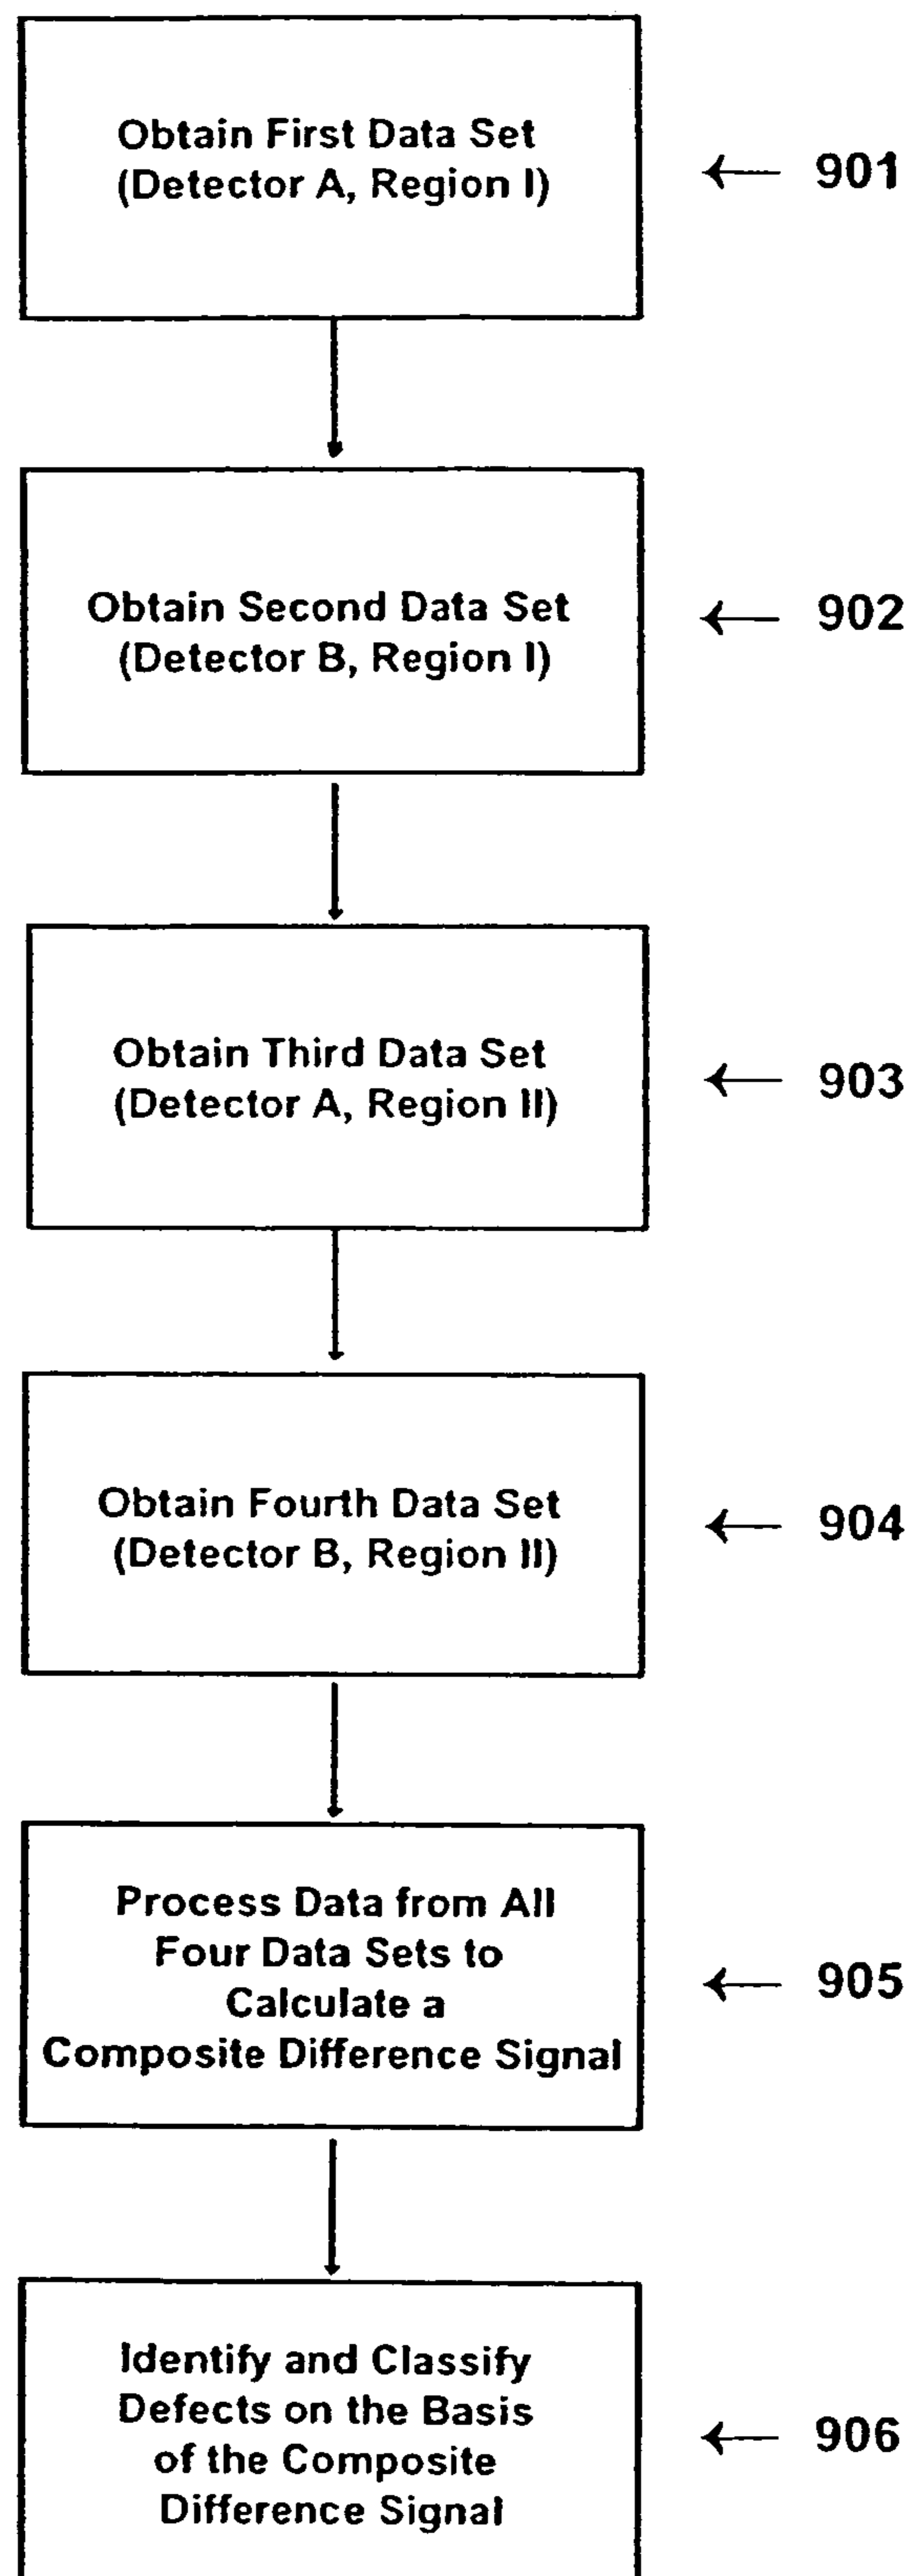 Obtain First Data Set
(Detector A, Region I)
901
Obtain Second Data Set
(Detector B, Region I)
902
Obtain Third Data Set
(Detector A, Region II)
903
Obtain Fourth Data Set
(Detector B, Region II)
904
Process Data from All
Four Data Sets to
Calculate a
Composite Difference Signal
905
Identify and Classify
Defects on the Basis
of the Composite
Difference Signal
906